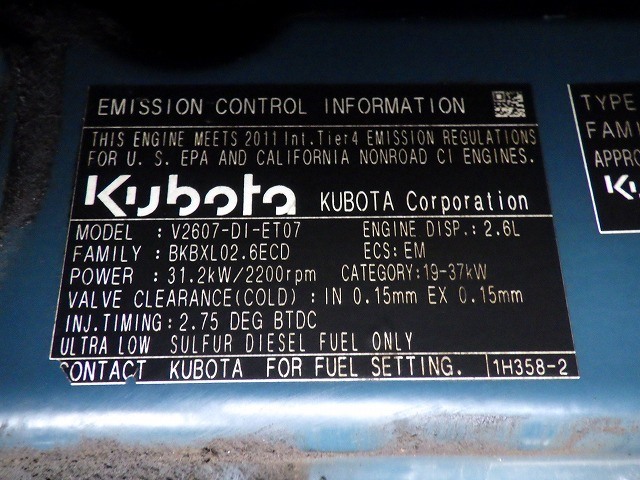 EMISSION CONTROL INFORMATION
THIS ENGINE MEETS 2011 Int.Tier4 EMISSION REGULATIONS
FOR U. S. EPA AND CALIFORNIA NONROAD CI ENGINES.
Kubota KUBOTA Corporation
MODEL : V2607-DI-ET07 ENGINE DISP.: 2.6L
FAMILY : BKBXL02.6ECD ECS: EM
POWER : 31.2kW/2200rpm CATEGORY: 19-37kW
VALVE CLEARANCE(COLD) : IN 0.15mm EX 0.15mm
INJ.TIMING: 2.75 DEG BTDC
ULTRA LOW SULFUR DIESEL FUEL ONLY
CONTACT KUBOTA FOR FUEL SETTING. 1H358-2
TYPE
FAMI
APPRO
Ku